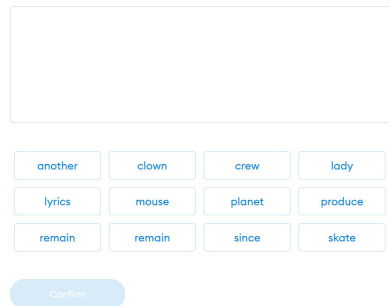 another clown crew lady
lyrics mouse planet produce
remain remain since skate
Confirm